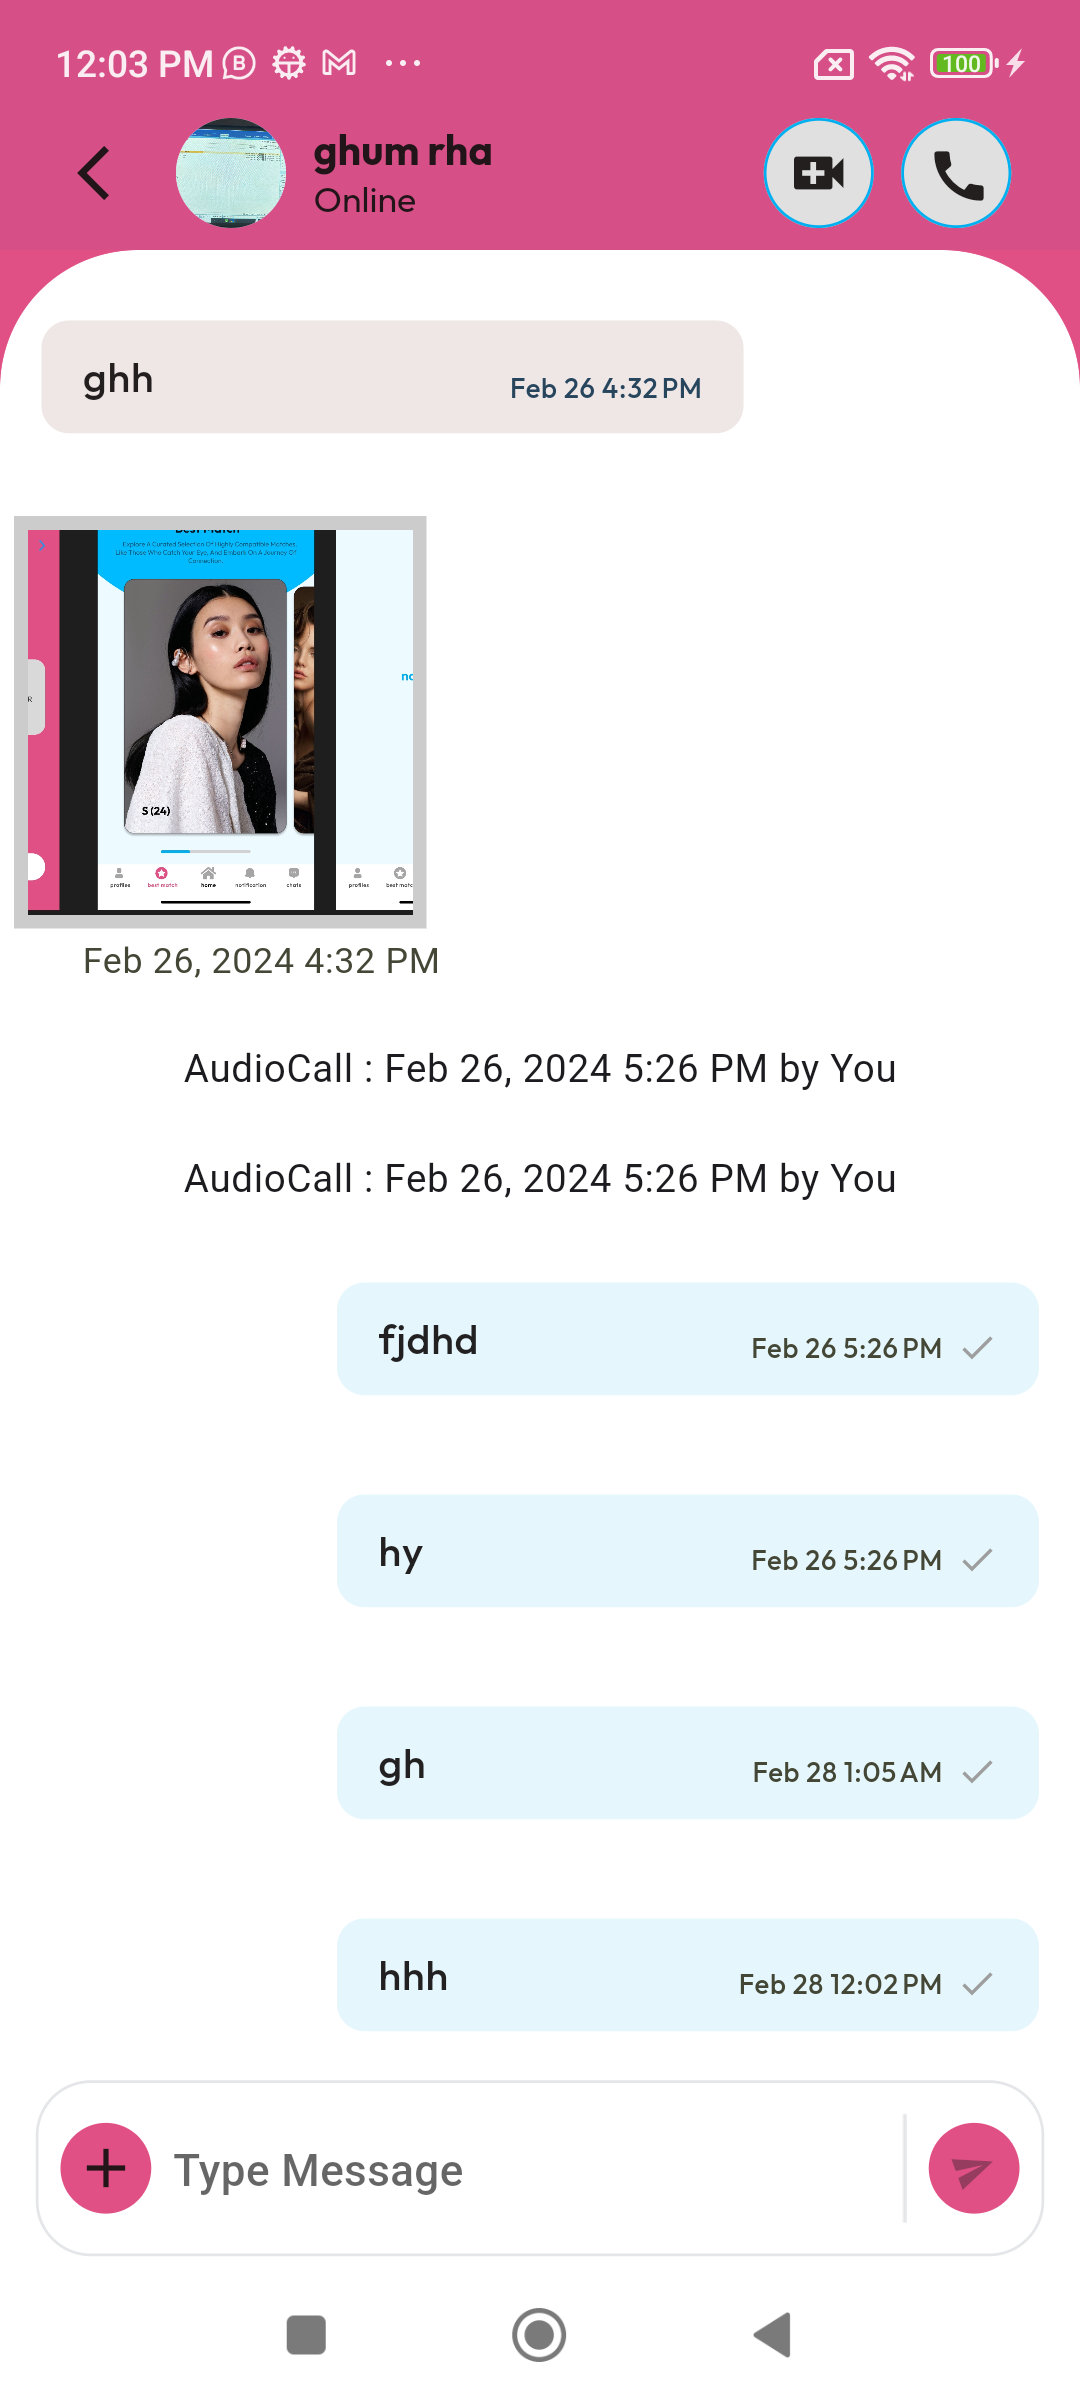 12:03 PM
100
ghum rha
Online
ghh
Feb 26 4:32 PM
Best Match
Explore A Curated Selection Of Highly Compatible Matches,
Like Those Who Catch Your Eye, And Embark On A Journey Of
Connection.
no
R
S (24)
profiles best match home notification chats profiles best matc
Feb 26, 2024 4:32 PM
AudioCall : Feb 26, 2024 5:26 PM by You
AudioCall : Feb 26, 2024 5:26 PM by You
fjdhd
Feb 26 5:26 PM
hy
Feb 26 5:26 PM
gh
Feb 28 1:05 AM
hhh
Feb 28 12:02 PM
Type Message